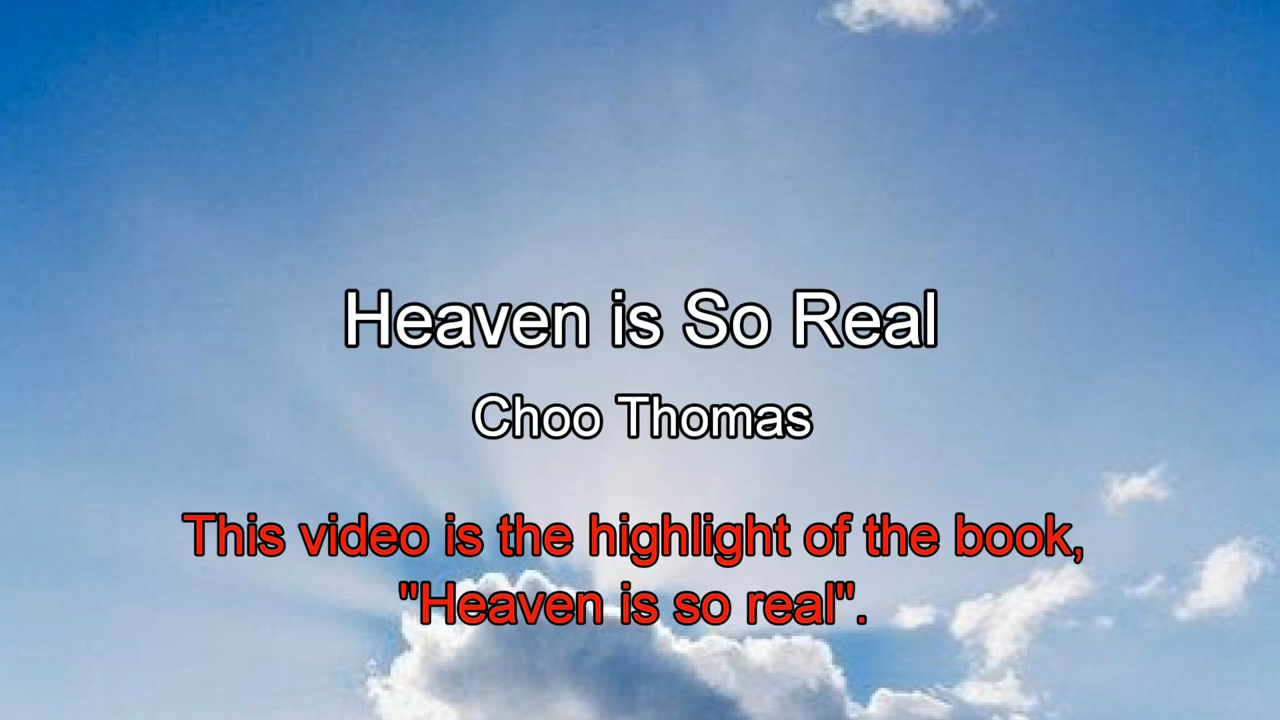 Heaven is So Real
Choo Thomas
This video is the highlight of the book,
"Heaven is so real".